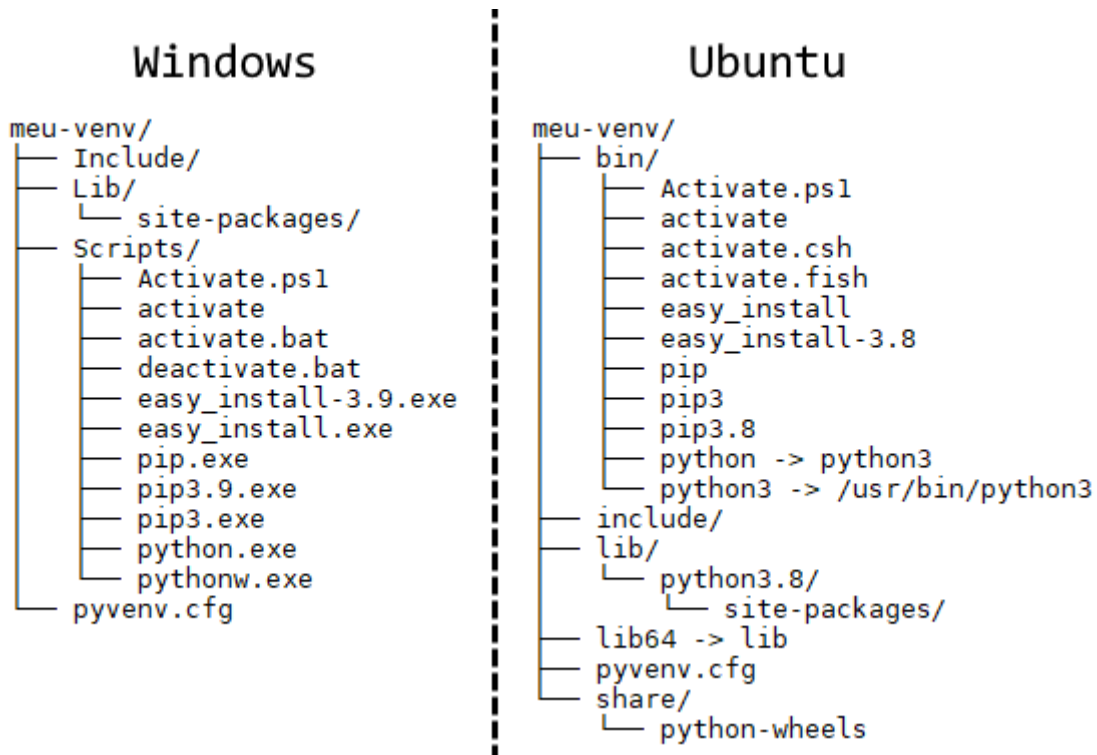 Windows
meu-venv/
├── Include/
├── Lib/
│   └── site-packages/
├── Scripts/
│   ├── Activate.ps1
│   ├── activate
│   ├── activate.bat
│   ├── deactivate.bat
│   ├── easy_install-3.9.exe
│   ├── easy_install.exe
│   ├── pip.exe
│   ├── pip3.9.exe
│   ├── pip3.exe
│   ├── python.exe
│   └── pythonw.exe
└── pyvenv.cfg
Ubuntu
meu-venv/
├── bin/
│   ├── Activate.ps1
│   ├── activate
│   ├── activate.csh
│   ├── activate.fish
│   ├── easy_install
│   ├── easy_install-3.8
│   ├── pip
│   ├── pip3
│   ├── pip3.8
│   ├── python -> python3
│   └── python3 -> /usr/bin/python3
├── include/
├── lib/
│   └── python3.8/
│       └── site-packages/
├── lib64 -> lib
├── pyvenv.cfg
└── share/
    └── python-wheels